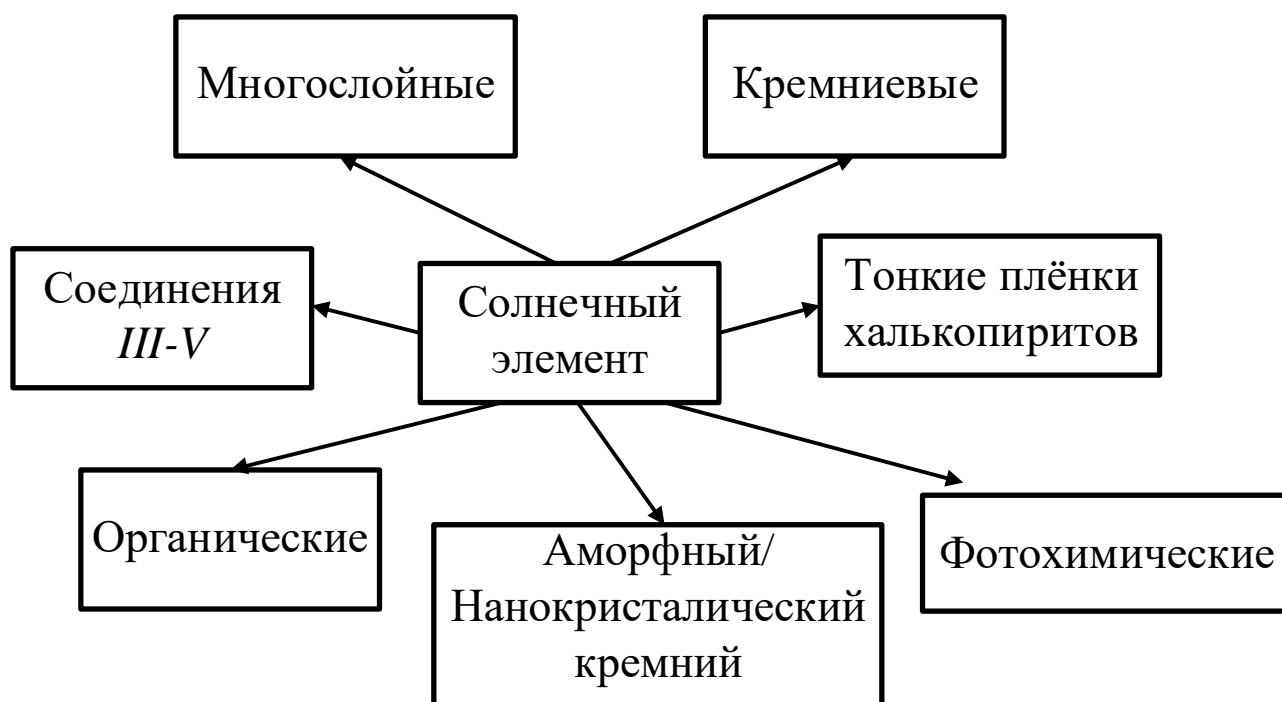 Многослойные
Кремниевые
Соединения
III-V
Солнечный
элемент
Тонкие плёнки
халькопиритов
Органические
Аморфный/
Нанокристалический
кремний
Фотохимические